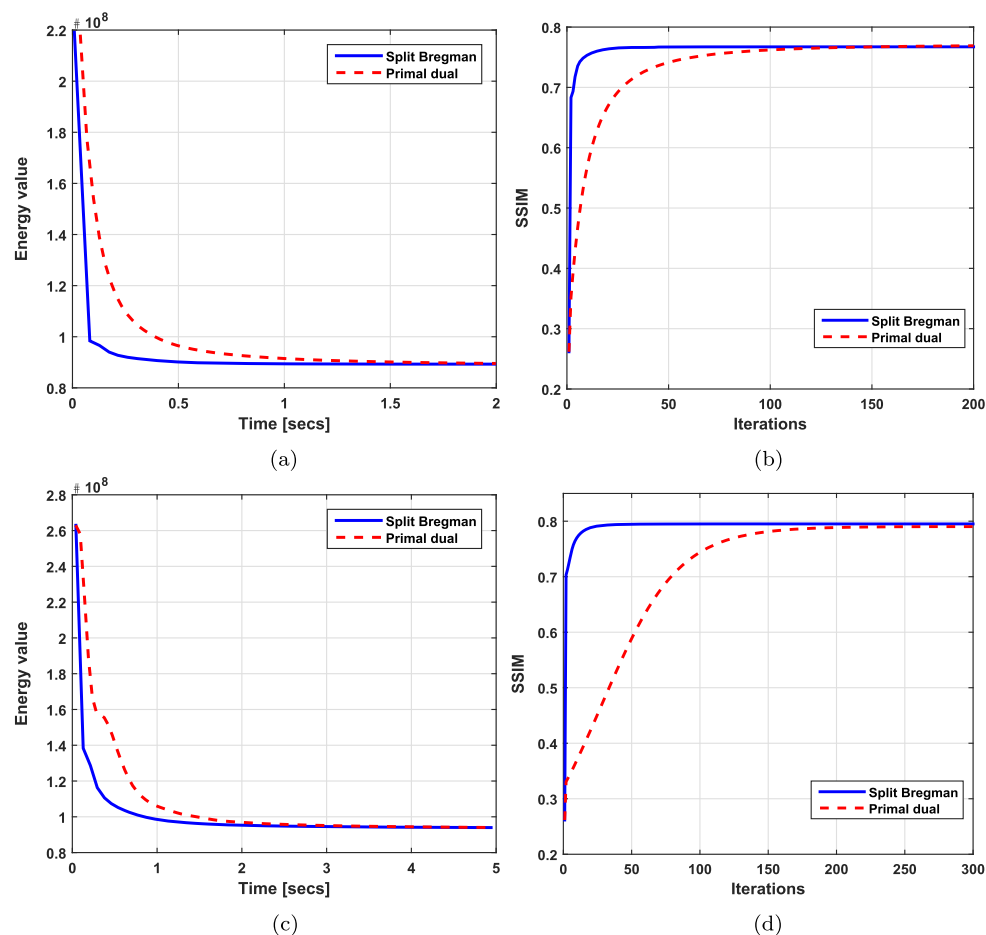 # 10^8
2.2
2
1.8
1.6
1.4
1.2
1
0.8
Energy value
0 0.5 1 1.5 2
Time [secs]
Split Bregman
Primal dual
(a)
0.8
0.7
0.6
0.5
0.4
0.3
0.2
SSIM
0 50 100 150 200
Iterations
Split Bregman
Primal dual
(b)
# 10^8
2.8
2.6
2.4
2.2
2
1.8
1.6
1.4
1.2
1
0.8
Energy value
0 1 2 3 4 5
Time [secs]
Split Bregman
Primal dual
(c)
0.8
0.7
0.6
0.5
0.4
0.3
0.2
SSIM
0 50 100 150 200 250 300
Iterations
Split Bregman
Primal dual
(d)